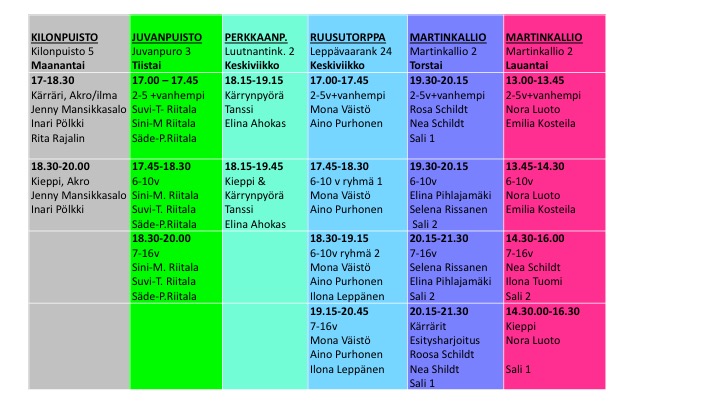 KILONPUISTO
Kilonpuisto 5
Maanantai
17-18.30
Kärräri, Akro/ilma
Jenny Mansikkasalo
Inari Pölkki
Rita Rajalin
18.30-20.00
Kieppi, Akro
Jenny Mansikkasalo
Inari Pölkki
JUVANPUISTO
Juvanpuro 3
Tiistai
17.00 – 17.45
2-5 +vanhempi
Suvi-T- Riitala
Sini-M Riitala
Säde-P.Riitala
17.45-18.30
6-10v
Sini-M. Riitala
Suvi-T. Riitala
Säde-P.Riitala
18.30-20.00
7-16v
Sini-M. Riitala
Suvi-T. Riitala
Säde-P.Riitala
PERKKAANP.
Luutnantink. 2
Keskiviikko
18.15-19.15
Kärrynpyörä
Tanssi
Elina Ahokas
18.15-19.45
Kieppi &
Kärrynpyörä
Tanssi
Elina Ahokas
RUUSUTORPPA
Leppävaarank 24
Keskiviikko
17.00-17.45
2-5v+vanhempi
Mona Väistö
Aino Purhonen
17.45-18.30
6-10 v ryhmä 1
Mona Väistö
Aino Purhonen
18.30-19.15
6-10v ryhmä 2
Mona Väistö
Aino Purhonen
Ilona Leppänen
19.15-20.45
7-16v
Mona Väistö
Aino Purhonen
Ilona Leppänen
MARTINKALLIO
Martinkallio 2
Torstai
19.30-20.15
2-5v+vanhempi
Rosa Schildt
Nea Schildt
Sali 1
19.30-20.15
6-10v
Elina Pihlajamäki
Selena Rissanen
Sali 2
20.15-21.30
7-16v
Selena Rissanen
Elina Pihlajamäki
Sali 2
20.15-21.30
Kärrärit
Esitysharjoitus
Roosa Schildt
Nea Shildt
Sali 1
MARTINKALLIO
Martinkallio 2
Lauantai
13.00-13.45
2-5v+vanhempi
Nora Luoto
Emilia Kosteila
13.45-14.30
6-10v
Nora Luoto
Emilia Kosteila
14.30-16.00
7-16v
Nea Schildt
Ilona Tuomi
Sali 2
14.30.00-16.30
Kieppi
Nora Luoto
Sali 1